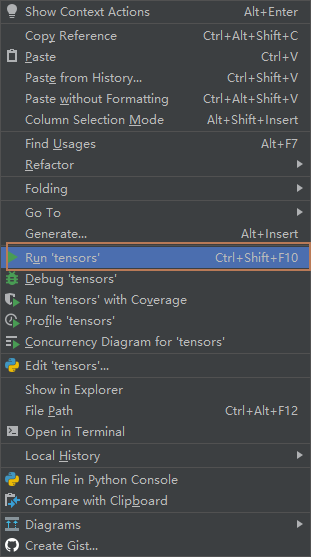 Show Context Actions Alt+Enter
Copy Reference Ctrl+Alt+Shift+C
Paste Ctrl+V
Paste from History... Ctrl+Shift+V
Paste without Formatting Ctrl+Alt+Shift+V
Column Selection Mode Alt+Shift+Insert
Find Usages Alt+F7
Refactor
Folding
Go To
Generate... Alt+Insert
Run 'tensors' Ctrl+Shift+F10
Debug 'tensors'
Run 'tensors' with Coverage
Profile 'tensors'
Concurrency Diagram for 'tensors'
Edit 'tensors'...
Show in Explorer
File Path Ctrl+Alt+F12
Open in Terminal
Local History
Run File in Python Console
Compare with Clipboard
Diagrams
Create Gist...